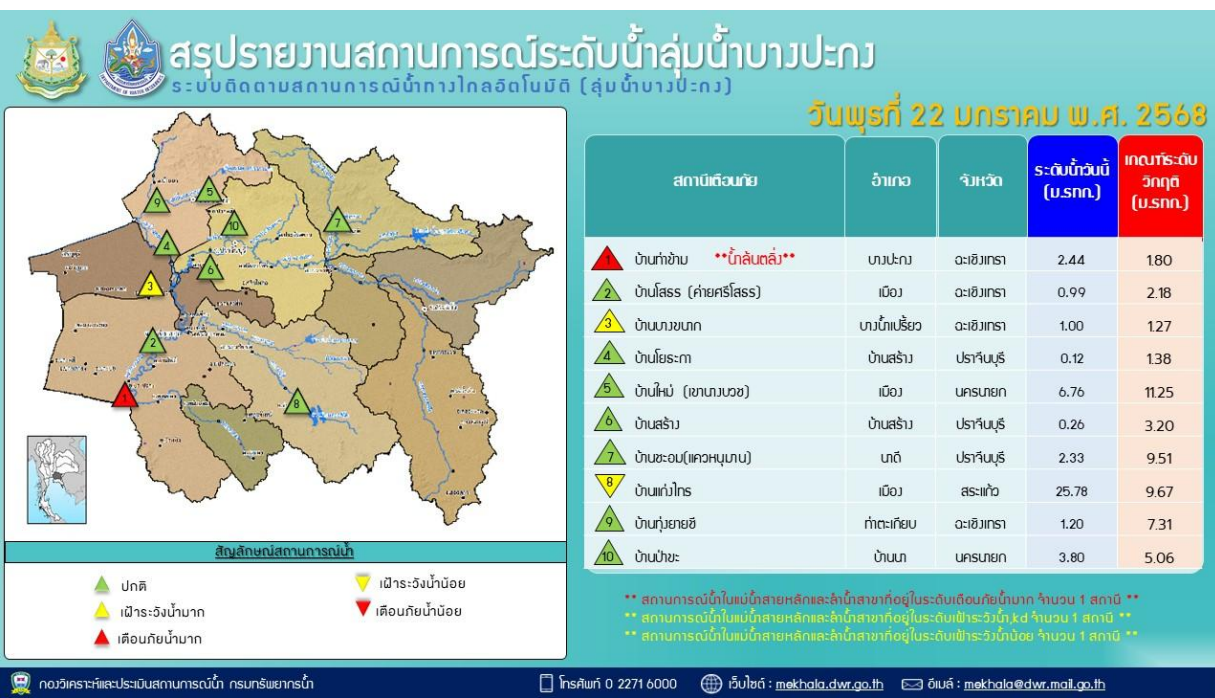 สรุปรายงานสถานการณ์ระดับน้ำลุ่มน้ำบางปะกง
ระบบติดตามสถานการณ์น้ำทางไกลอัตโนมัติ (ลุ่มน้ำบางปะกง)
วันพุธที่ 22 มกราคม พ.ศ. 2568
สถานีเตือนภัย อำเภอ จังหวัด ระดับน้ำวันนี้ (ม.รทก.) เกณฑ์ระดับวิกฤติ (ม.รทก.)
1 บ้านท่าข้าม **น้ำล้นตลิ่ง** บางปะกง ฉะเชิงเทรา 2.44 1.80
2 บ้านโสธร (ค่ายศรีโสธร) เมือง ฉะเชิงเทรา 0.99 2.18
3 บ้านบางขนาก บางน้ำเปรี้ยว ฉะเชิงเทรา 1.00 1.27
4 บ้านโยธะกา บ้านสร้าง ปราจีนบุรี 0.12 1.38
5 บ้านใหม่ (เขานางบวช) เมือง นครนายก 6.76 11.25
6 บ้านสร้าง บ้านสร้าง ปราจีนบุรี 0.26 3.20
7 บ้านชะอม(แควหนุมาน) นาดี ปราจีนบุรี 2.33 9.51
8 บ้านแก่งไทร เมือง สระแก้ว 25.78 9.67
9 บ้านทุ่งยายชี ท่าตะเกียบ ฉะเชิงเทรา 1.20 7.31
10 บ้านป่าขะ บ้านนา นครนายก 3.80 5.06
9
5
10
7
4
6
3
2
1
8
สัญลักษณ์สถานการณ์น้ำ
ปกติ
เฝ้าระวังน้ำน้อย
เฝ้าระวังน้ำมาก
เตือนภัยน้ำน้อย
เตือนภัยน้ำมาก
** สถานการณ์น้ำในแม่น้ำสายหลักและลำน้ำสาขาที่อยู่ในระดับเตือนภัยน้ำมาก จำนวน 1 สถานี **
** สถานการณ์น้ำในแม่น้ำสายหลักและลำน้ำสาขาที่อยู่ในระดับเฝ้าระวังน้ำ,kd จำนวน 1 สถานี **
** สถานการณ์น้ำในแม่น้ำสายหลักและลำน้ำสาขาที่อยู่ในระดับเฝ้าระวังน้ำน้อย จำนวน 1 สถานี **
กองวิเคราะห์และประเมินสถานการณ์น้ำ กรมทรัพยากรน้ำ โทรศัพท์ 0 2271 6000 เว็บไซต์ : mekhala.dwr.go.th อีเมล์ : mekhala@dwr.mail.go.th